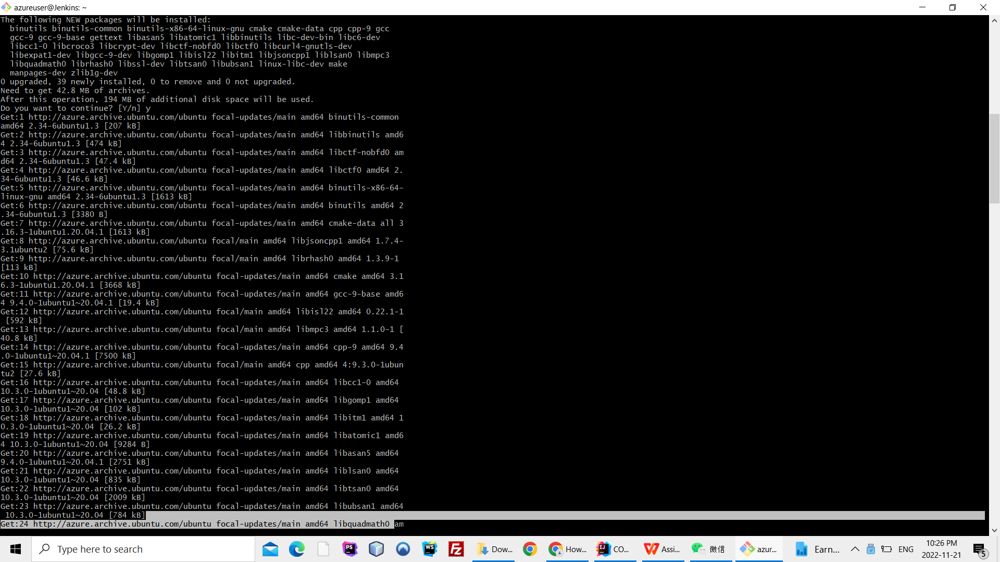 azureuser@Jenkins: ~
The following NEW packages will be installed:
  binutils binutils-common binutils-x86-64-linux-gnu cmake cmake-data cpp cpp-9 gcc
  gcc-9 gcc-9-base gettext libasan5 libatomic1 libbinutils libc-dev-bin libc6-dev
  libcc1-0 libcroco3 libcrypt-dev libctf-nobfd0 libctf0 libcurl4-gnutls-dev
  libexpat1-dev libgcc-9-dev libgomp1 libisl22 libitm1 libjsoncpp1 liblsan0 libmpc3
  libquadmath0 librhash0 libssl-dev libtsan0 libubsan1 linux-libc-dev make
  manpages-dev zlib1g-dev
0 upgraded, 39 newly installed, 0 to remove and 0 not upgraded.
Need to get 42.8 MB of archives.
After this operation, 194 MB of additional disk space will be used.
Do you want to continue? [Y/n] y
Get:1 http://azure.archive.ubuntu.com/ubuntu focal-updates/main amd64 binutils-common
amd64 2.34-6ubuntu1.3 [207 kB]
Get:2 http://azure.archive.ubuntu.com/ubuntu focal-updates/main amd64 libbinutils amd6
4 2.34-6ubuntu1.3 [474 kB]
Get:3 http://azure.archive.ubuntu.com/ubuntu focal-updates/main amd64 libctf-nobfd0 am
d64 2.34-6ubuntu1.3 [47.4 kB]
Get:4 http://azure.archive.ubuntu.com/ubuntu focal-updates/main amd64 libctf0 amd64 2.
34-6ubuntu1.3 [46.6 kB]
Get:5 http://azure.archive.ubuntu.com/ubuntu focal-updates/main amd64 binutils-x86-64-
linux-gnu amd64 2.34-6ubuntu1.3 [1613 kB]
Get:6 http://azure.archive.ubuntu.com/ubuntu focal-updates/main amd64 binutils amd64 2
.34-6ubuntu1.3 [3380 B]
Get:7 http://azure.archive.ubuntu.com/ubuntu focal-updates/main amd64 cmake-data all 3
.16.3-1ubuntu1.20.04.1 [1613 kB]
Get:8 http://azure.archive.ubuntu.com/ubuntu focal/main amd64 libjsoncpp1 amd64 1.7.4-
3.1ubuntu2 [75.6 kB]
Get:9 http://azure.archive.ubuntu.com/ubuntu focal/main amd64 librhash0 amd64 1.3.9-1
[113 kB]
Get:10 http://azure.archive.ubuntu.com/ubuntu focal-updates/main amd64 cmake amd64 3.1
6.3-1ubuntu1.20.04.1 [3668 kB]
Get:11 http://azure.archive.ubuntu.com/ubuntu focal-updates/main amd64 gcc-9-base amd6
4 9.4.0-1ubuntu1~20.04.1 [19.4 kB]
Get:12 http://azure.archive.ubuntu.com/ubuntu focal/main amd64 libisl22 amd64 0.22.1-1
 [592 kB]
Get:13 http://azure.archive.ubuntu.com/ubuntu focal/main amd64 libmpc3 amd64 1.1.0-1 [
40.8 kB]
Get:14 http://azure.archive.ubuntu.com/ubuntu focal-updates/main amd64 cpp-9 amd64 9.4
.0-1ubuntu1~20.04.1 [7500 kB]
Get:15 http://azure.archive.ubuntu.com/ubuntu focal/main amd64 cpp amd64 4:9.3.0-1ubun
tu2 [27.6 kB]
Get:16 http://azure.archive.ubuntu.com/ubuntu focal-updates/main amd64 libcc1-0 amd64
10.3.0-1ubuntu1~20.04 [48.8 kB]
Get:17 http://azure.archive.ubuntu.com/ubuntu focal-updates/main amd64 libgomp1 amd64
10.3.0-1ubuntu1~20.04 [102 kB]
Get:18 http://azure.archive.ubuntu.com/ubuntu focal-updates/main amd64 libitm1 amd64 1
0.3.0-1ubuntu1~20.04 [26.2 kB]
Get:19 http://azure.archive.ubuntu.com/ubuntu focal-updates/main amd64 libatomic1 amd6
4 10.3.0-1ubuntu1~20.04 [9284 B]
Get:20 http://azure.archive.ubuntu.com/ubuntu focal-updates/main amd64 libasan5 amd64
9.4.0-1ubuntu1~20.04.1 [2751 kB]
Get:21 http://azure.archive.ubuntu.com/ubuntu focal-updates/main amd64 liblsan0 amd64
10.3.0-1ubuntu1~20.04 [835 kB]
Get:22 http://azure.archive.ubuntu.com/ubuntu focal-updates/main amd64 libtsan0 amd64
10.3.0-1ubuntu1~20.04 [2009 kB]
Get:23 http://azure.archive.ubuntu.com/ubuntu focal-updates/main amd64 libubsan1 amd64
 10.3.0-1ubuntu1~20.04 [784 kB]
Get:24 http://azure.archive.ubuntu.com/ubuntu focal-updates/main amd64 libquadmath0 am
Type here to search PS WS FZ Dow... How... IJ CO... Assi... 微信 azur... Earn... ENG 10:26 PM 5
2022-11-21